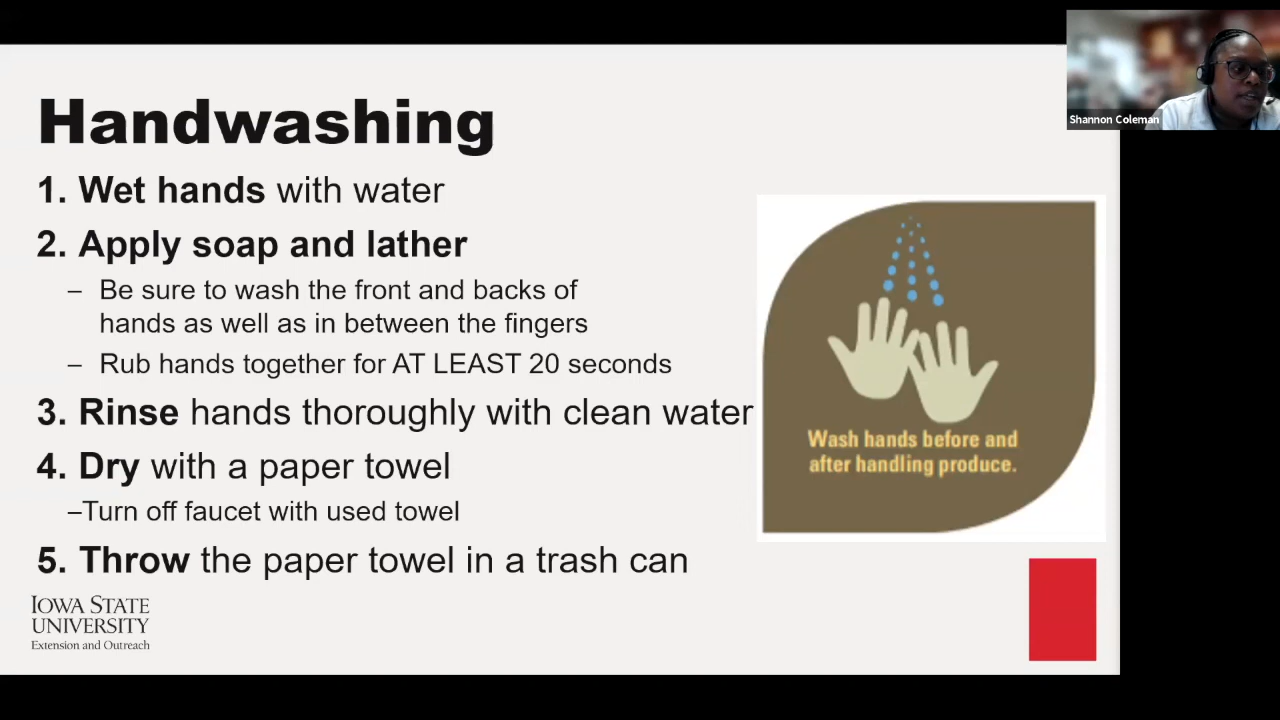 Shannon Coleman
Handwashing
1. Wet hands with water
2. Apply soap and lather
– Be sure to wash the front and backs of
hands as well as in between the fingers
– Rub hands together for AT LEAST 20 seconds
3. Rinse hands thoroughly with clean water
4. Dry with a paper towel
–Turn off faucet with used towel
5. Throw the paper towel in a trash can
Wash hands before and
after handling produce.
IOWA STATE
UNIVERSITY
Extension and Outreach